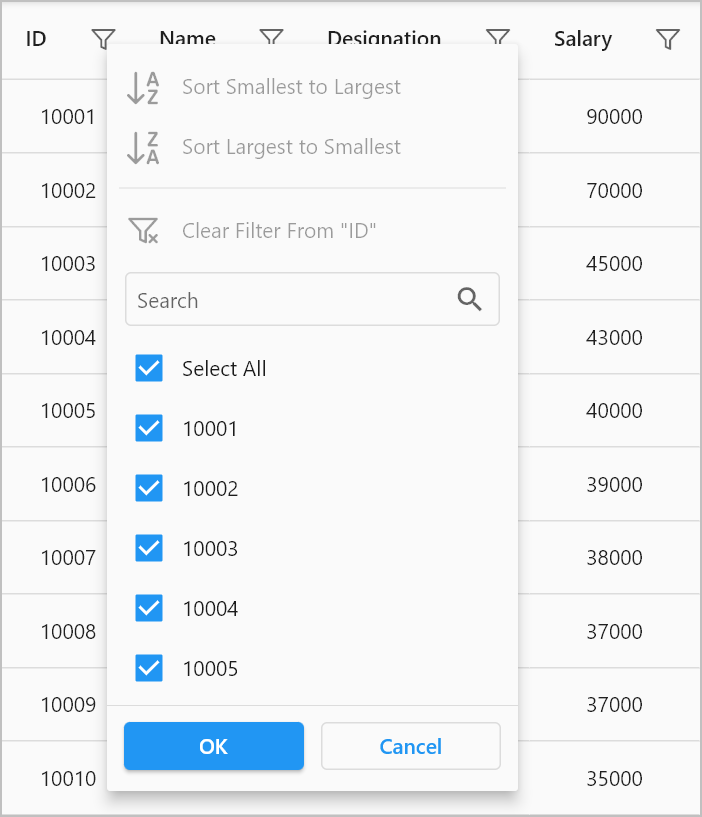 ID Name Designation Salary
Sort Smallest to Largest
Sort Largest to Smallest
Clear Filter From "ID"
Search
Select All
10001
10002
10003
10004
10005
OK Cancel
10001 90000
10002 70000
10003 45000
10004 43000
10005 40000
10006 39000
10007 38000
10008 37000
10009 37000
10010 35000